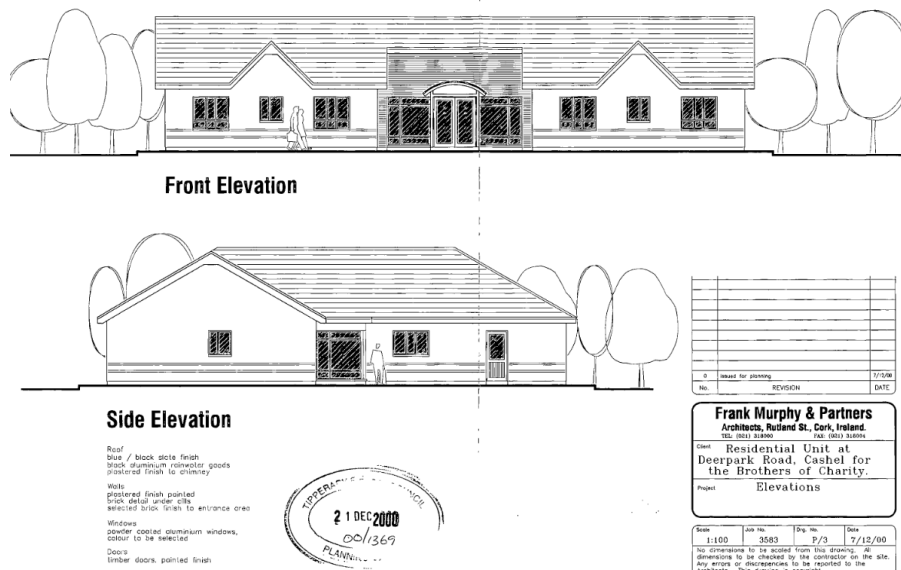 Front Elevation
Side Elevation
Roof
blue / black slate finish
black aluminium rainwater goods
plastered finish to chimney
Walls
plastered finish painted
brick detail under cills
selected brick finish to entrance area
Windows
powder coated aluminium windows,
colour to be selected
Doors
timber doors, painted finish
PLANNING
21 DEC 2000
00/1369
0 issued for planning 7/12/00
No. REVISION DATE
Frank Murphy & Partners
Architects, Rutland St., Cork, Ireland.
TEL: (021) 318900 FAX: (021) 318004
Client Residential Unit at
Deerpark Road, Cashel for
the Brothers of Charity.
Project Elevations
Scale Job No. Drg. No. Date
1:100 3583 P/3 7/12/00
No dimensions to be scaled from this drawing. All
dimensions to be checked by the contractor on the site.
Any errors or discrepencies to be reported to the
Architects. This drawing is copyright.